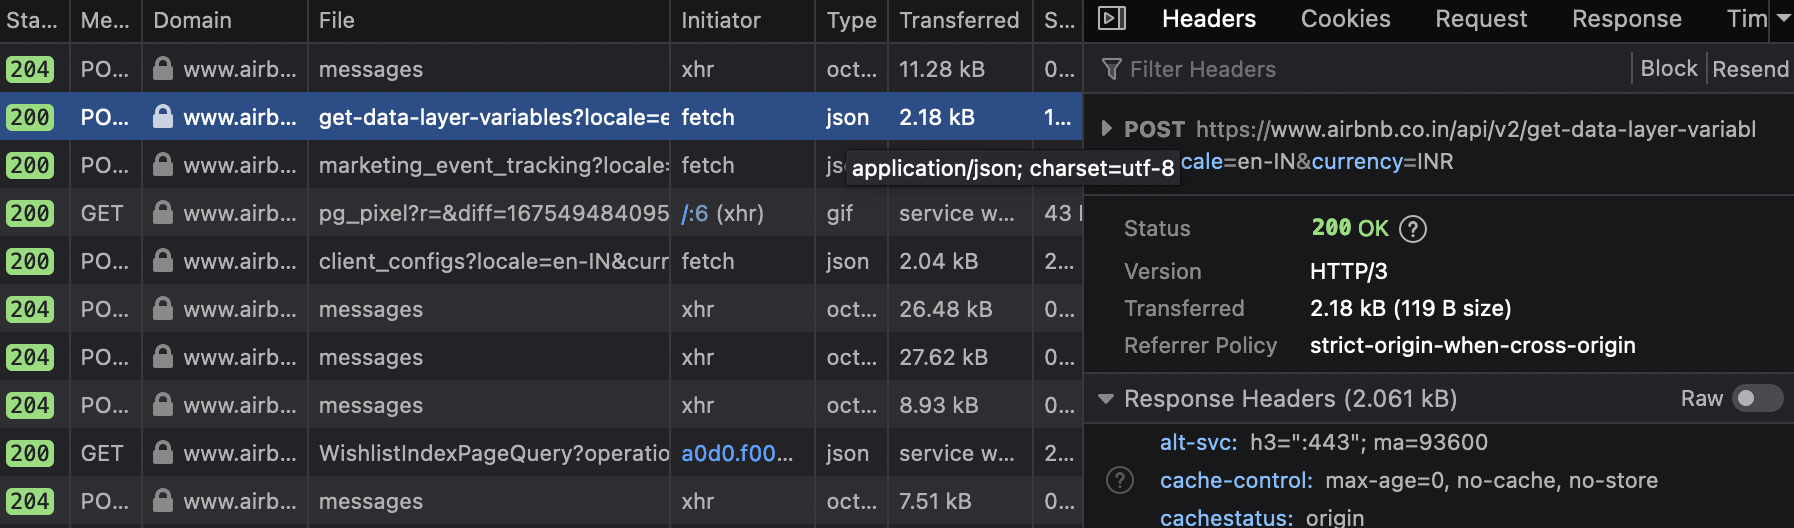 Sta... Me... Domain File Initiator Type Transferred S...
204 PO... www.airb... messages xhr oct... 11.28 kB 0...
200 PO... www.airb... get-data-layer-variables?locale=e fetch json 2.18 kB 1...
200 PO... www.airb... marketing_event_tracking?locale= fetch js
200 GET www.airb... pg_pixel?r=&diff=167549484095 /:6 (xhr) gif service w... 43
200 PO... www.airb... client_configs?locale=en-IN&curr fetch json 2.04 kB 2...
204 PO... www.airb... messages xhr oct... 26.48 kB 0...
204 PO... www.airb... messages xhr oct... 27.62 kB 0...
204 PO... www.airb... messages xhr oct... 8.93 kB 0...
200 GET www.airb... WishlistIndexPageQuery?operatio a0d0.f00... json service w... 2...
204 PO... www.airb... messages xhr oct... 7.51 kB 0...
application/json; charset=utf-8
Headers Cookies Request Response Tim
Filter Headers Block Resend
POST https://www.airbnb.co.in/api/v2/get-data-layer-variabl
cale=en-IN&currency=INR
Status 200 OK ?
Version HTTP/3
Transferred 2.18 kB (119 B size)
Referrer Policy strict-origin-when-cross-origin
Response Headers (2.061 kB) Raw
alt-svc: h3=":443"; ma=93600
? cache-control: max-age=0, no-cache, no-store
cachestatus: origin